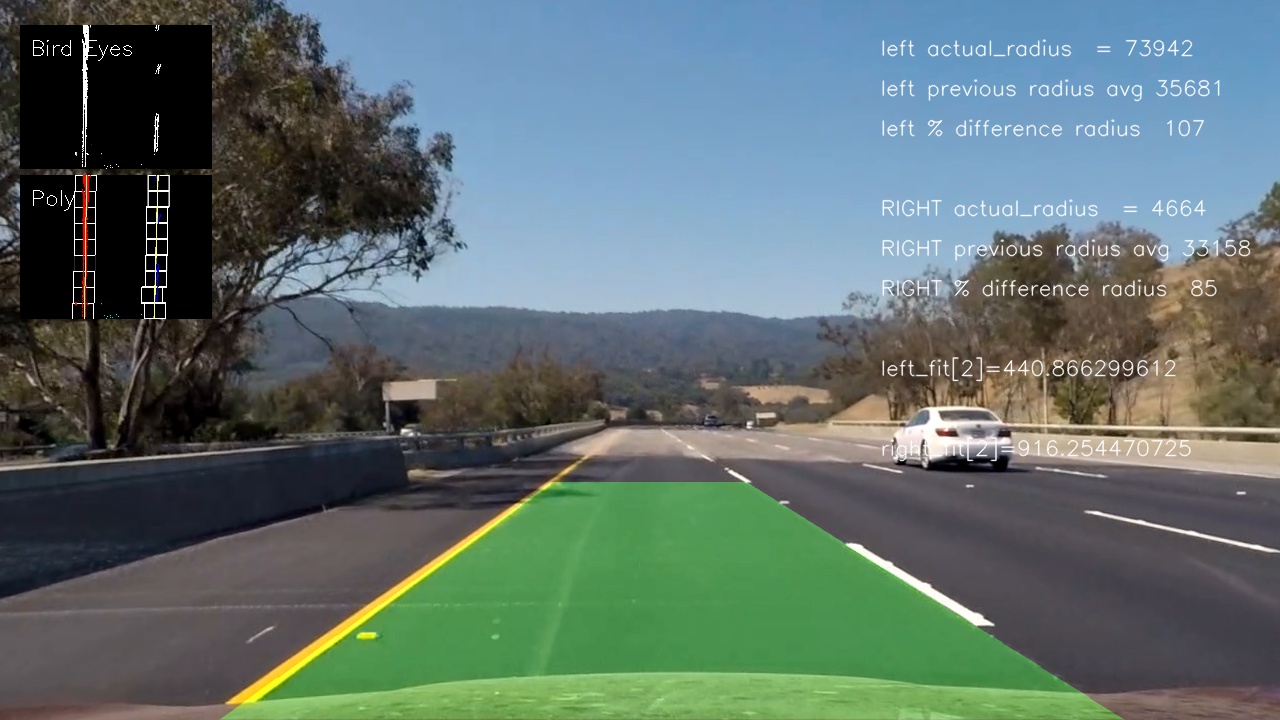 Bird Eyes
Poly
left actual_radius = 73942
left previous radius avg 35681
left % difference radius 107
RIGHT actual_radius = 4664
RIGHT previous radius avg 33158
RIGHT % difference radius 85
left_fit[2]=440.866299612
right_fit[2]=916.254470725